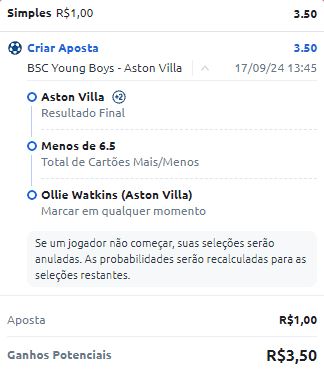 Simples R$1,00 3.50
Criar Aposta 3.50
BSC Young Boys - Aston Villa 17/09/24 13:45
Aston Villa +2
Resultado Final
Menos de 6.5
Total de Cartões Mais/Menos
Ollie Watkins (Aston Villa)
Marcar em qualquer momento
Se um jogador não começar, suas seleções serão
anuladas. As probabilidades serão recalculadas para as
seleções restantes.
Aposta R$1,00
Ganhos Potenciais R$3,50